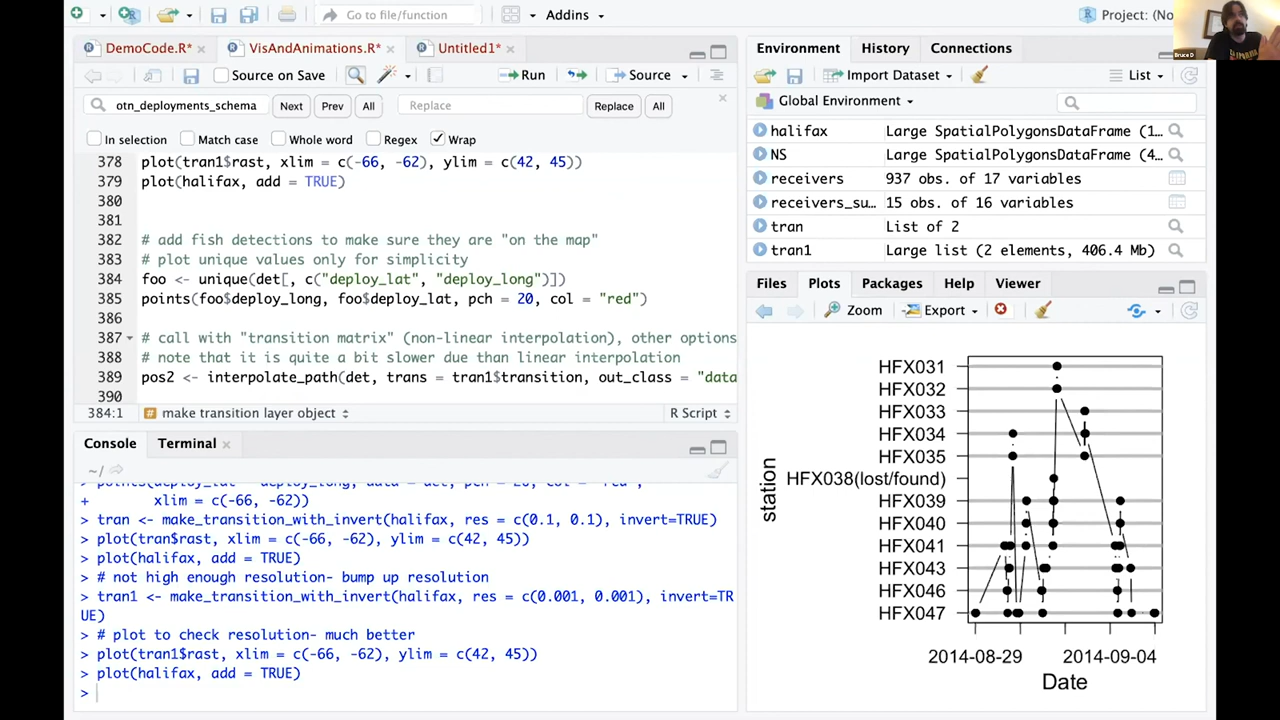 Go to file/function
Addins
Project: (No
Bruce D
DemoCode.R*
VisAndAnimations.R*
Untitled1*
Source on Save
Run
Source
otn_deployments_schema
Next
Prev
All
Replace
Replace
All
In selection
Match case
Whole word
Regex
Wrap
378 plot(tran1$rast, xlim = c(-66, -62), ylim = c(42, 45))
379 plot(halifax, add = TRUE)
380
381
382 # add fish detections to make sure they are "on the map"
383 # plot unique values only for simplicity
384 foo <- unique(det[, c("deploy_lat", "deploy_long")])
385 points(foo$deploy_long, foo$deploy_lat, pch = 20, col = "red")
386
387 # call with "transition matrix" (non-linear interpolation), other options
388 # note that it is quite a bit slower due than linear interpolation
389 pos2 <- interpolate_path(det, trans = tran1$transition, out_class = "data
390
384:1
make transition layer object
R Script
Console
Terminal
~/
+ xlim = c(-66, -62))
> tran <- make_transition_with_invert(halifax, res = c(0.1, 0.1), invert=TRUE)
> plot(tran$rast, xlim = c(-66, -62), ylim = c(42, 45))
> plot(halifax, add = TRUE)
> # not high enough resolution- bump up resolution
> tran1 <- make_transition_with_invert(halifax, res = c(0.001, 0.001), invert=TR
UE)
> # plot to check resolution- much better
> plot(tran1$rast, xlim = c(-66, -62), ylim = c(42, 45))
> plot(halifax, add = TRUE)
>
Environment
History
Connections
Import Dataset
List
Global Environment
halifax Large SpatialPolygonsDataFrame (1…
NS Large SpatialPolygonsDataFrame (4…
receivers 937 obs. of 17 variables
receivers_su… 15 obs. of 16 variables
tran List of 2
tran1 Large list (2 elements, 406.4 Mb)
Files
Plots
Packages
Help
Viewer
Zoom
Export
HFX031
HFX032
HFX033
HFX034
HFX035
HFX038(lost/found)
HFX039
HFX040
HFX041
HFX043
HFX046
HFX047
station
2014-08-29
2014-09-04
Date